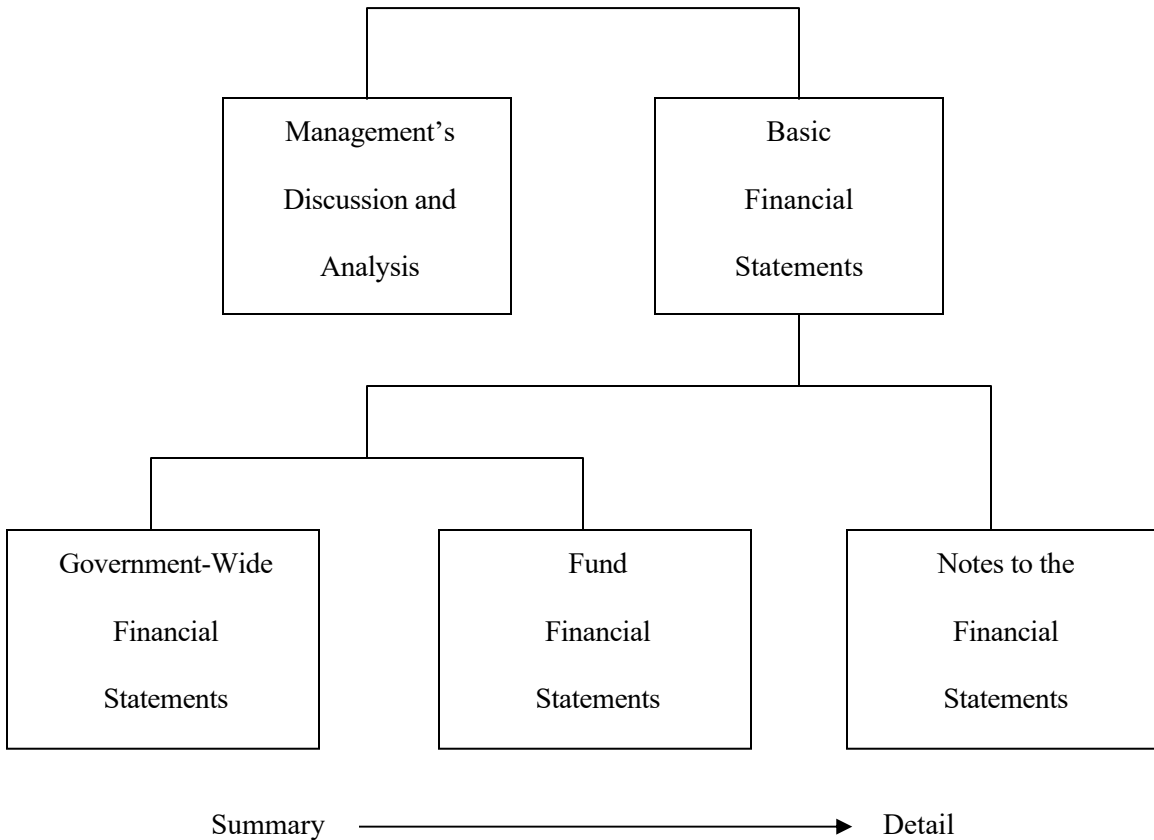 Management’s
Discussion and
Analysis
Basic
Financial
Statements
Government-Wide
Financial
Statements
Fund
Financial
Statements
Notes to the
Financial
Statements
Summary
Detail